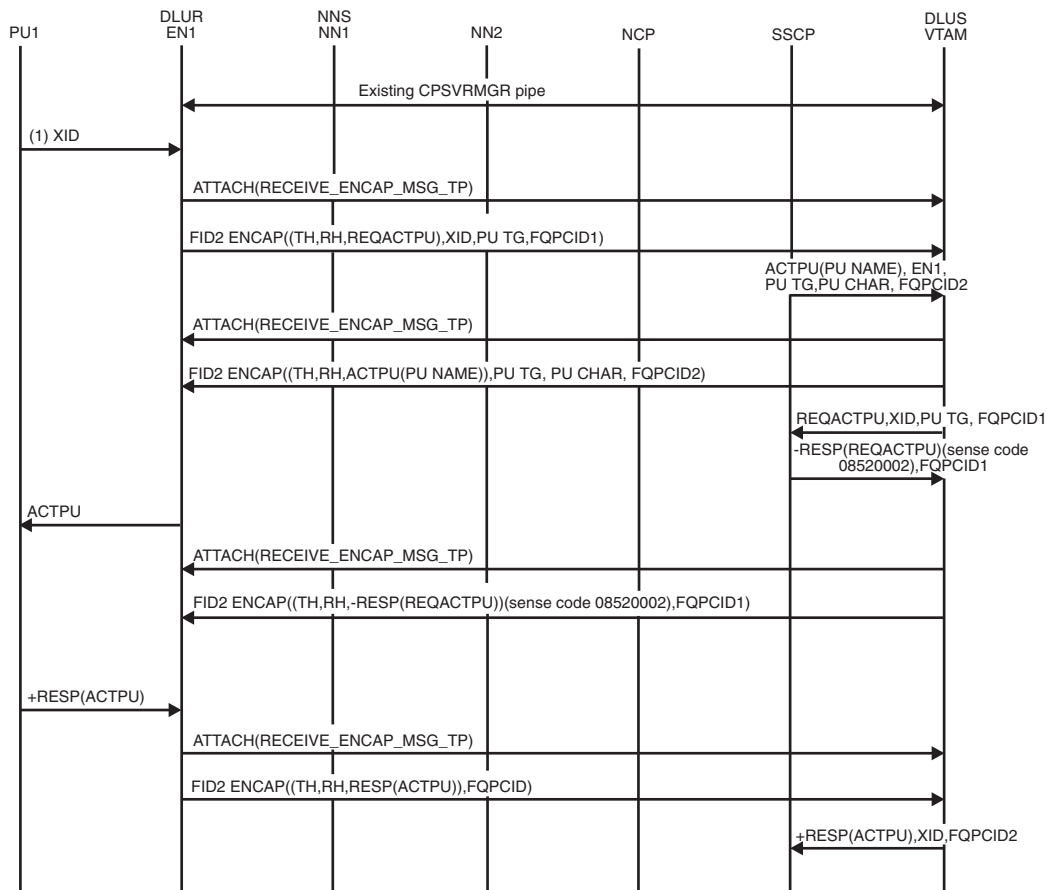 PU1
DLUR
EN1
NNS
NN1
NN2
NCP
SSCP
DLUS
VTAM
Existing CPSVRMGR pipe
(1) XID
ATTACH(RECEIVE_ENCAP_MSG_TP)
FID2 ENCAP((TH,RH,REQACTPU),XID,PU TG,FQPCID1)
ACTPU(PU NAME), EN1,
PU TG,PU CHAR, FQPCID2
ATTACH(RECEIVE_ENCAP_MSG_TP)
FID2 ENCAP((TH,RH,ACTPU(PU NAME)),PU TG, PU CHAR, FQPCID2)
REQACTPU,XID,PU TG, FQPCID1
-RESP(REQACTPU)(sense code
08520002),FQPCID1
ACTPU
ATTACH(RECEIVE_ENCAP_MSG_TP)
FID2 ENCAP((TH,RH,-RESP(REQACTPU))(sense code 08520002),FQPCID1)
+RESP(ACTPU)
ATTACH(RECEIVE_ENCAP_MSG_TP)
FID2 ENCAP((TH,RH,RESP(ACTPU)),FQPCID)
+RESP(ACTPU),XID,FQPCID2